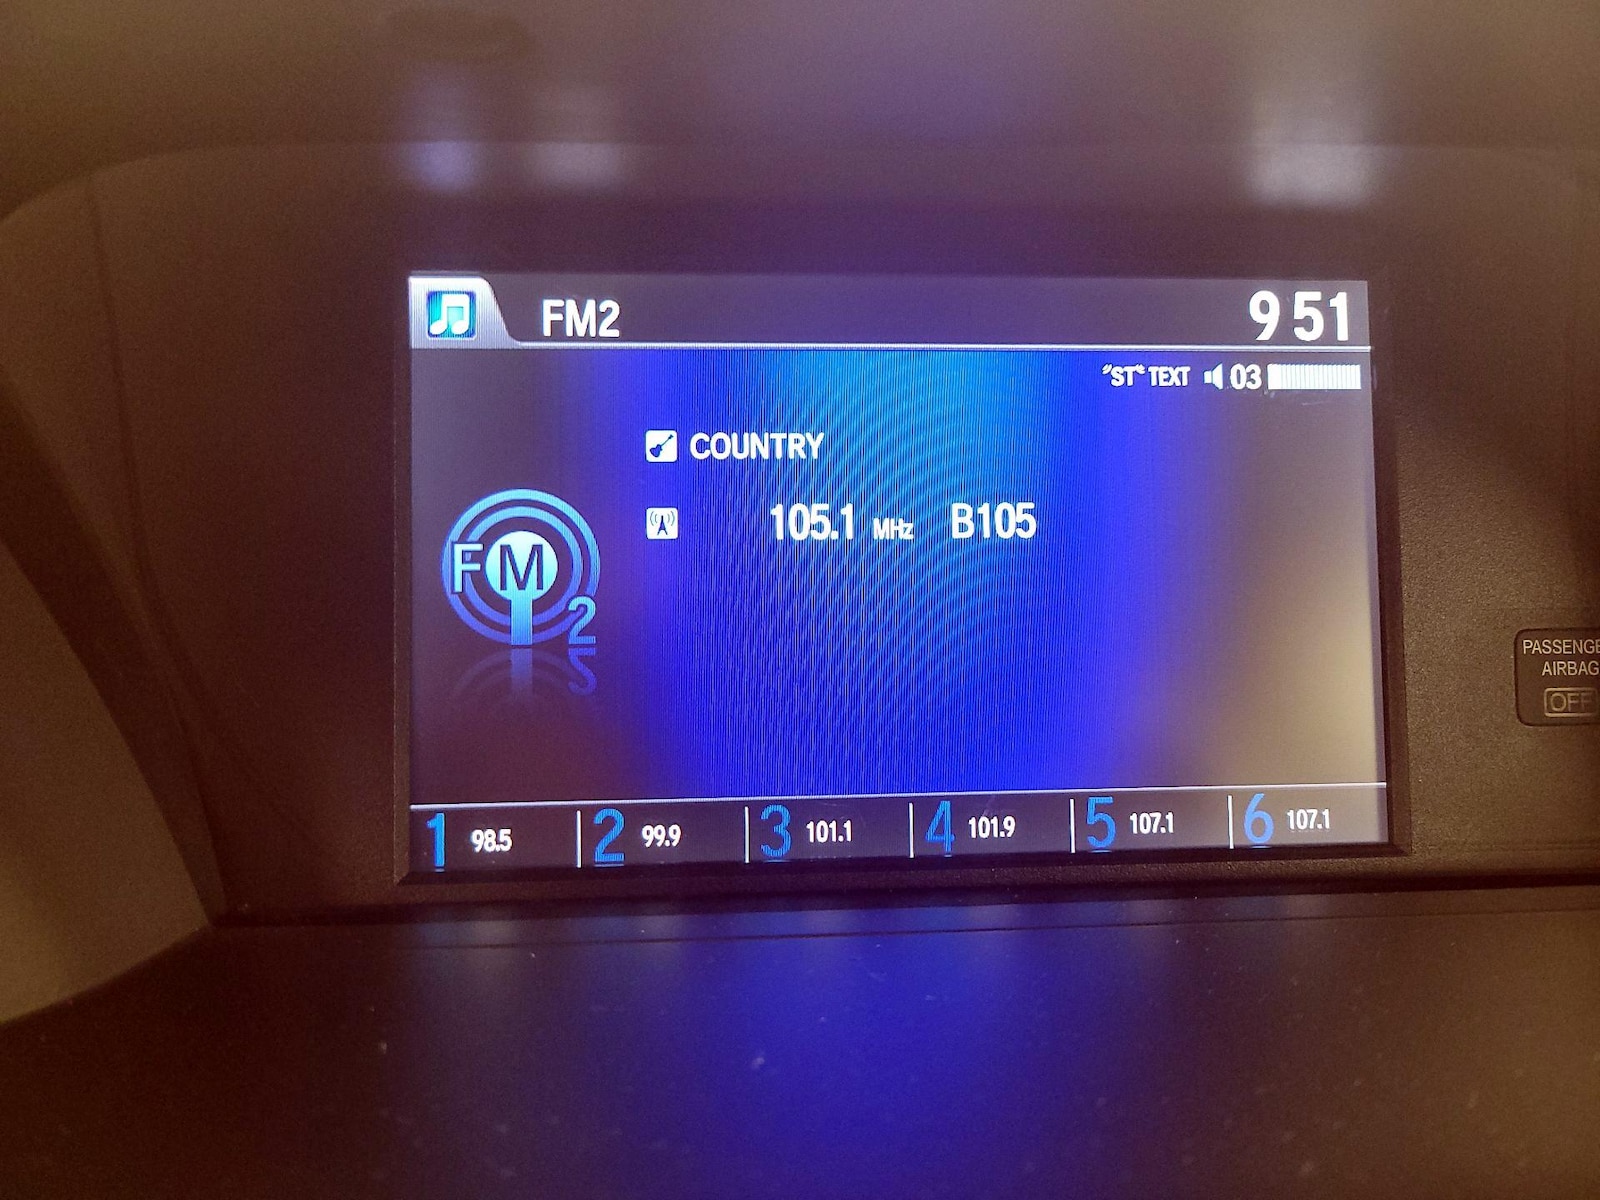 FM2 9 51
"ST" TEXT 03
COUNTRY
105.1 MHz B105
FM
2
1 98.5 2 99.9 3 101.1 4 101.9 5 107.1 6 107.1
PASSENGE
AIRBAG
OFF